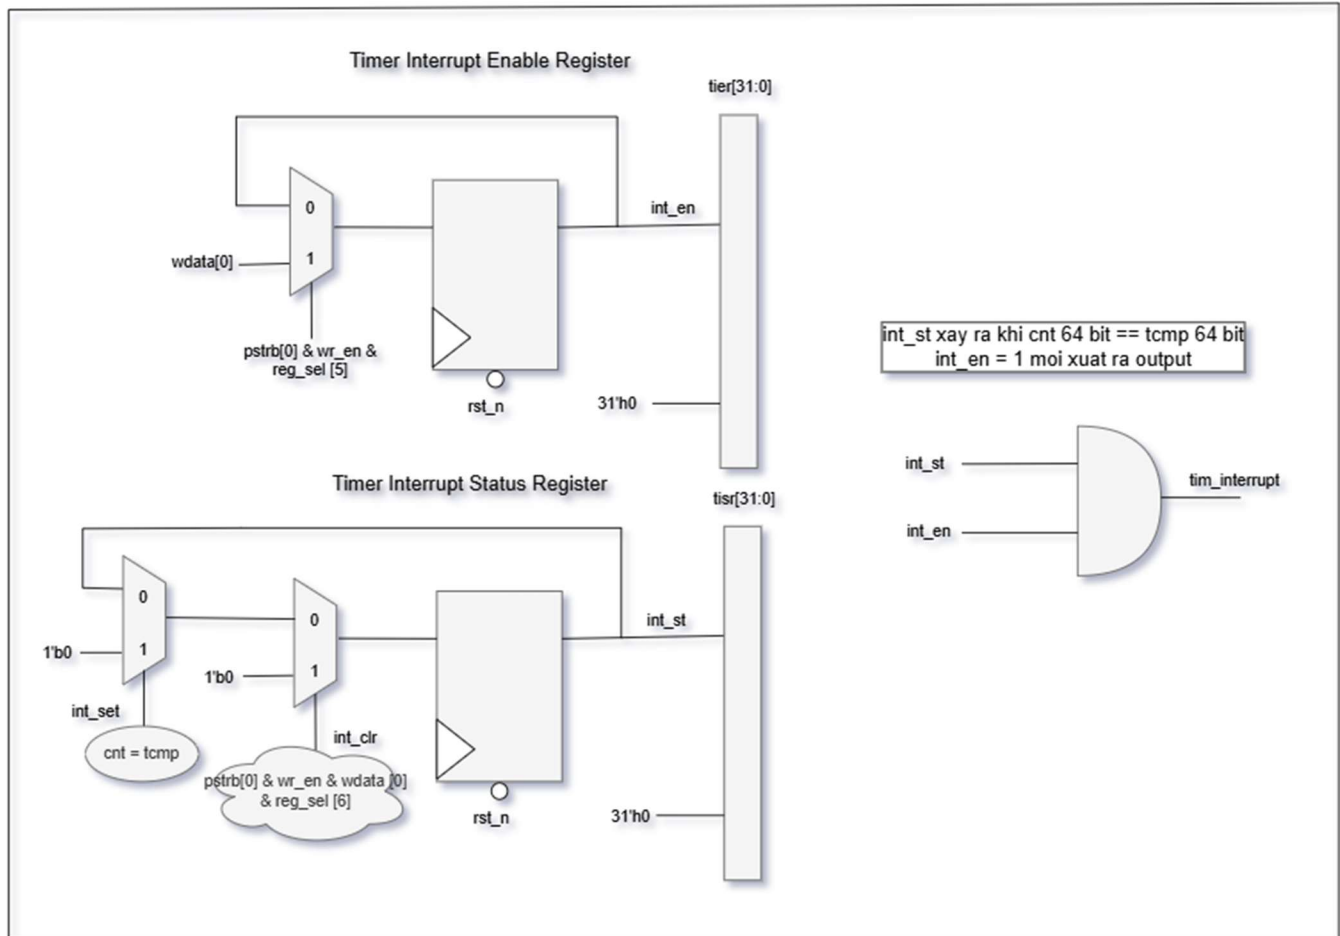 Timer Interrupt Enable Register
tier[31:0]
0
int_en
wdata[0]
1
pstrb[0] & wr_en &
reg_sel [5]
rst_n
31'h0
int_st xay ra khi cnt 64 bit == tcmp 64 bit
int_en = 1 moi xuat ra output
int_st
int_en
tim_interrupt
Timer Interrupt Status Register
tisr[31:0]
0
1'b0
1
int_set
cnt = tcmp
0
1'b0
1
int_clr
pstrb[0] & wr_en & wdata [0]
& reg_sel [6]
int_st
rst_n
31'h0